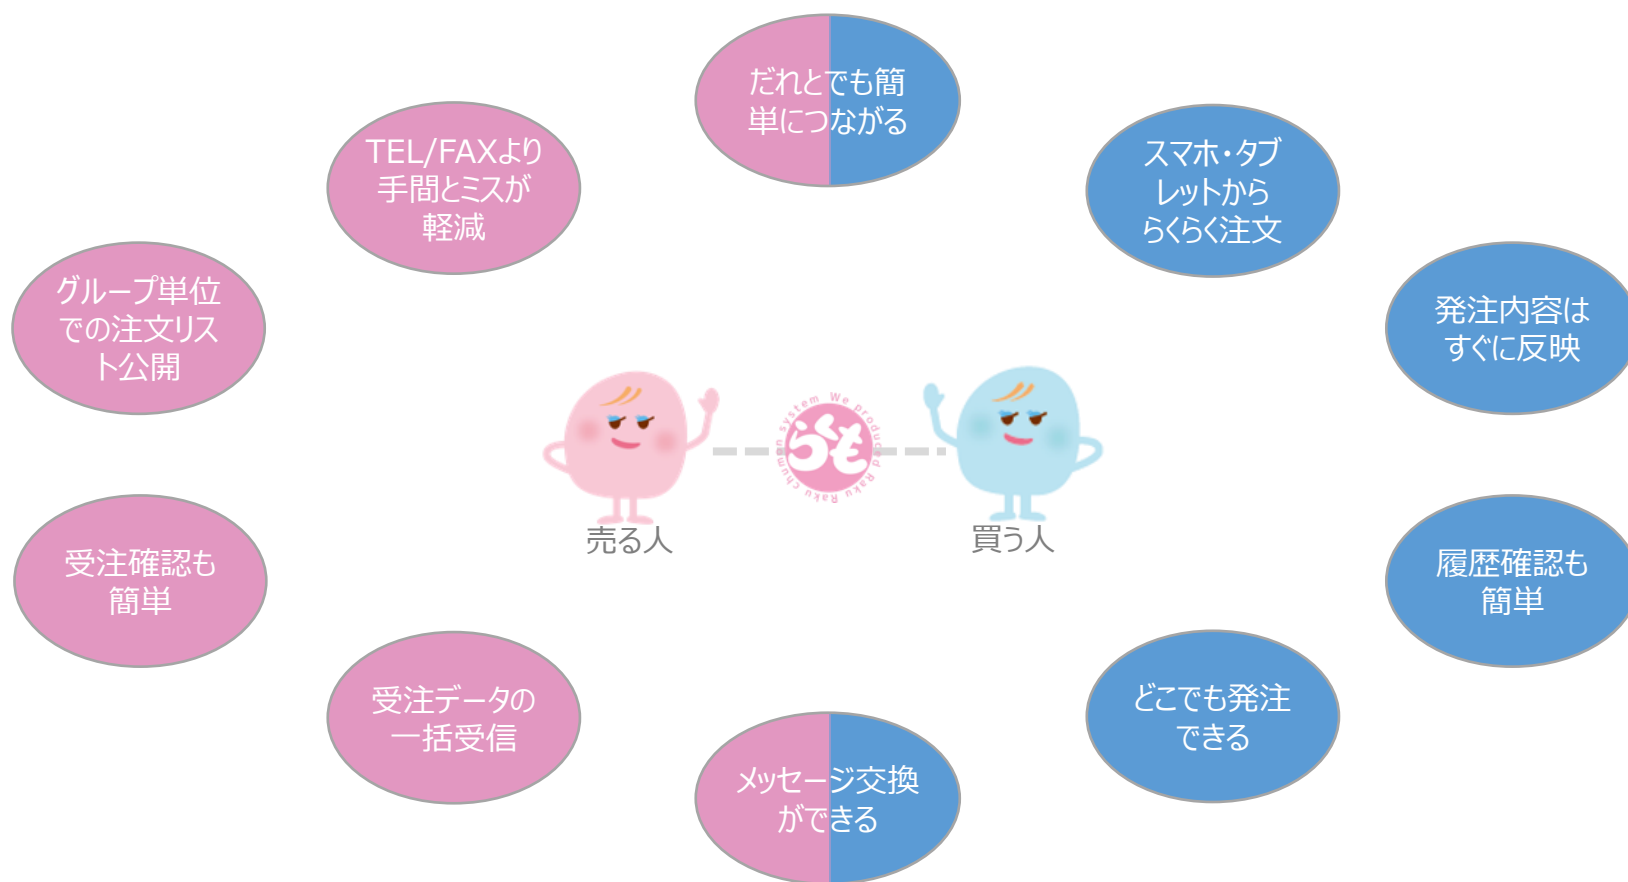 だれとでも簡
単につながる
TEL/FAXより
手間とミスが
軽減
スマホ・タブ
レットから
らくらく注文
グループ単位
での注文リス
ト公開
発注内容は
すぐに反映
We produced Raku Raku chumon system
らくも
売る人
買う人
受注確認も
簡単
履歴確認も
簡単
受注データの
一括受信
どこでも発注
できる
メッセージ交換
ができる